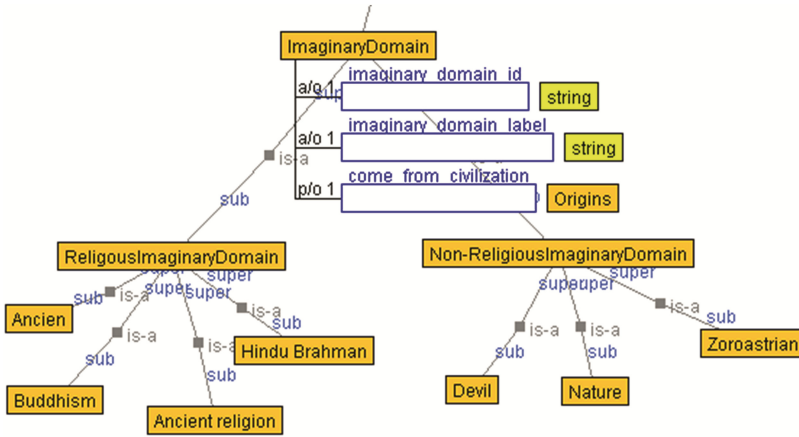 ImaginaryDomain
imaginary_domain_id
a/o 1
string
sup
imaginary_domain_label
a/o 1
string
is-a
come_from_civilization
p/o 1
Origins
sub
ReligousImaginaryDomain
Non-ReligiousImaginaryDomain
super
super
super
super
super
sub
is-a
is-a
is-a
Ancien
sub
sub
is-a
is-a
is-a
is-a
Hindu Brahman
Zoroastrian
sub
sub
sub
sub
Buddhism
Devil
Nature
Ancient religion